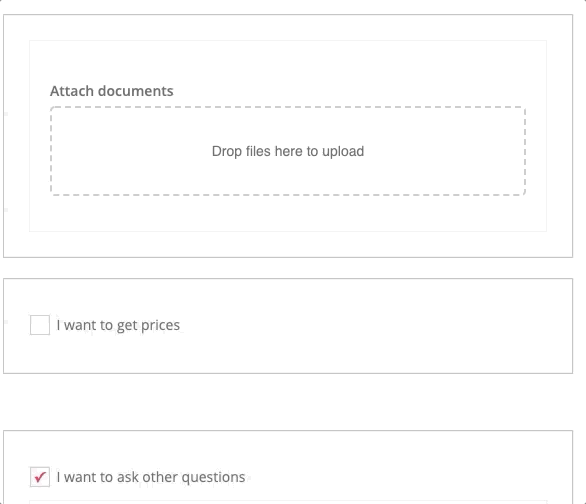 Attach documents
Drop files here to upload
I want to get prices
I want to ask other questions